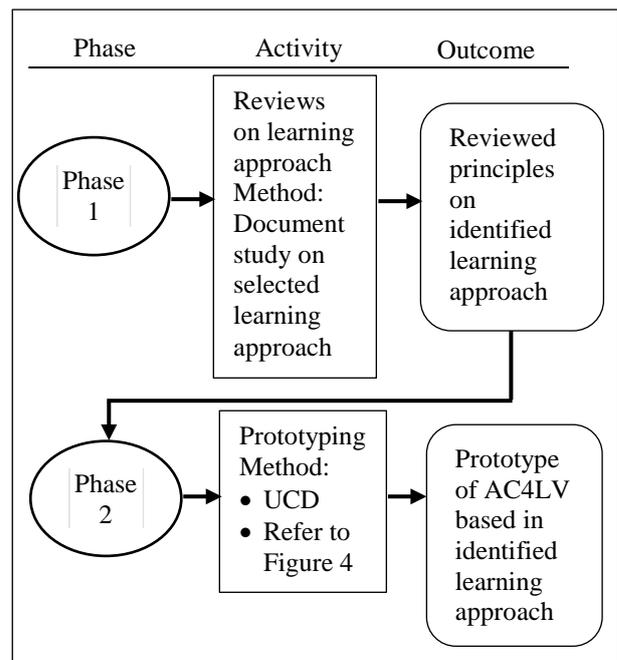 Phase Activity Outcome
Phase
1
Reviews
on learning
approach
Method:
Document
study on
selected
learning
approach
Reviewed
principles
on
identified
learning
approach
Phase
2
Prototyping
Method:
• UCD
• Refer to
Figure 4
Prototype
of AC4LV
based in
identified
learning
approach